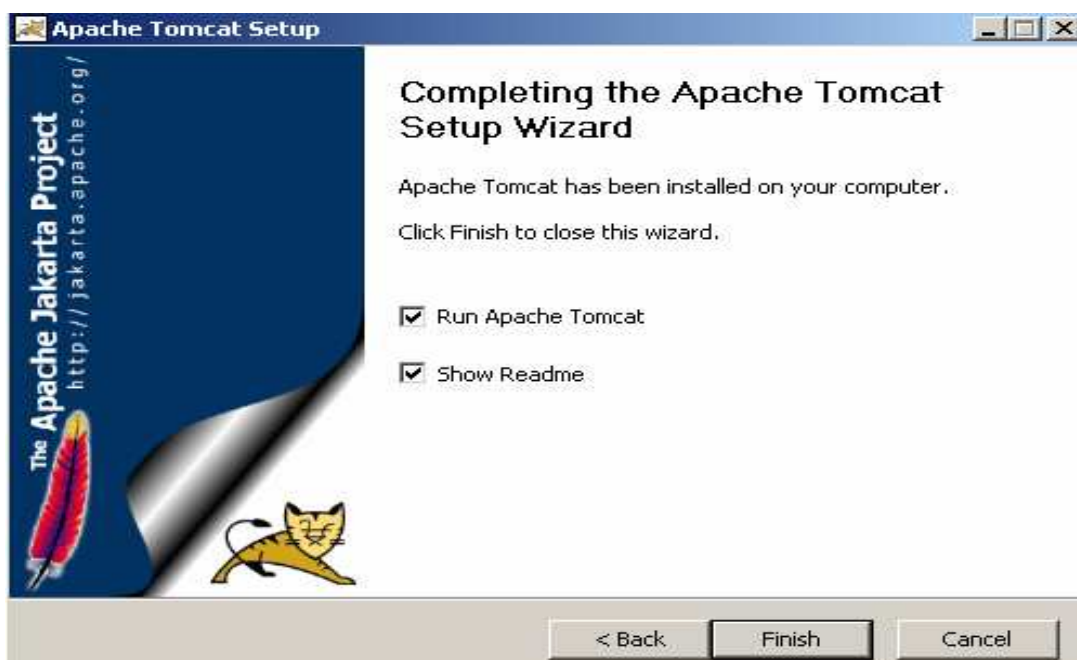 Apache Tomcat Setup
The Apache Jakarta Project
http://jakarta.apache.org/
Completing the Apache Tomcat
Setup Wizard
Apache Tomcat has been installed on your computer.
Click Finish to close this wizard.
Run Apache Tomcat
Show Readme
< Back
Finish
Cancel